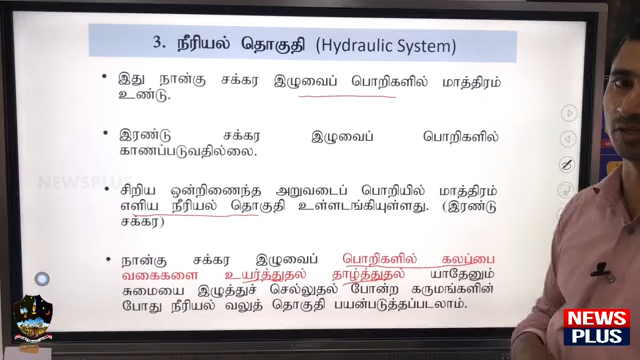 3. நீரியல் தொகுதி (Hydraulic System)
• இது நான்கு சக்கர இழுவைப் பொறிகளில் மாத்திரம்
உண்டு.
• இரண்டு சக்கர இழுவைப் பொறிகளில்
காணப்படுவதில்லை.
NEWSPLUS
• சிறிய ஒன்றிணைந்த அறுவடைப் பொறியில் மாத்திரம்
எளிய நீரியல் தொகுதி உள்ளடங்கியுள்ளது. (இரண்டு
சக்கர)
• நான்கு சக்கர இழுவைப் பொறிகளில் கலப்பை
வகைகளை உயர்த்துதல் தாழ்த்துதல் யாதேனும்
சுமையை இழுத்துச் செல்லுதல் போன்ற கருமங்களின்
போது நீரியல் வலுத் தொகுதி பயன்படுத்தப்படலாம்.
NEWS
PLUS